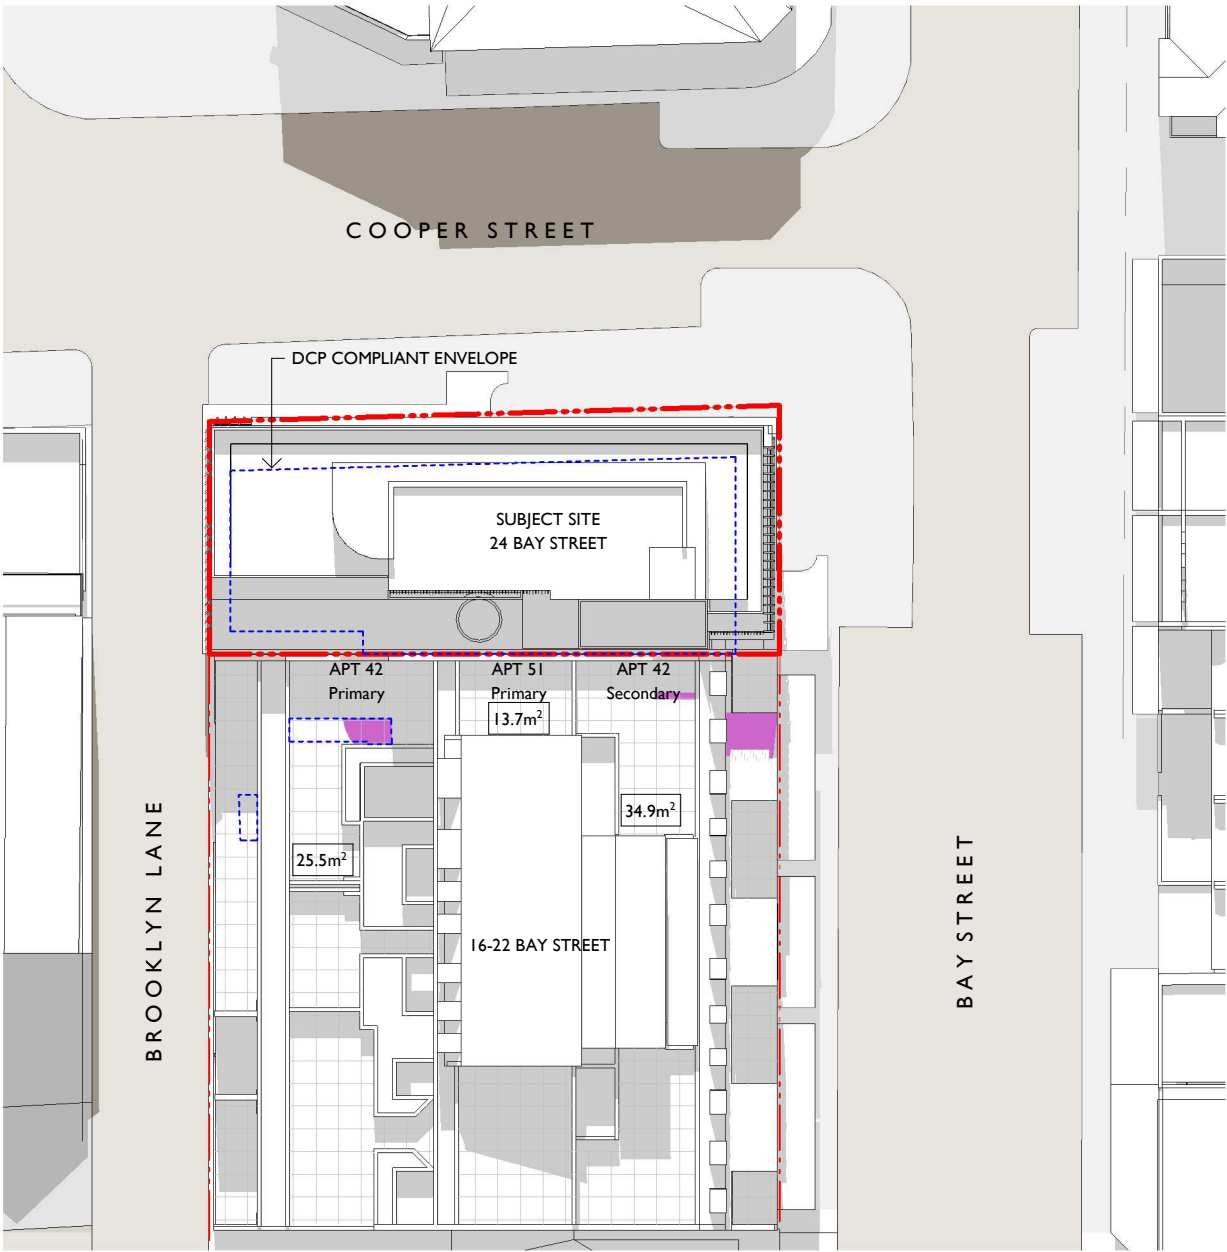 COOPER STREET
DCP COMPLIANT ENVELOPE
SUBJECT SITE
24 BAY STREET
APT 42
Primary
APT 51
Primary
13.7m²
APT 42
Secondary
34.9m²
25.5m²
16-22 BAY STREET
BROOKLYN LANE
BAY STREET